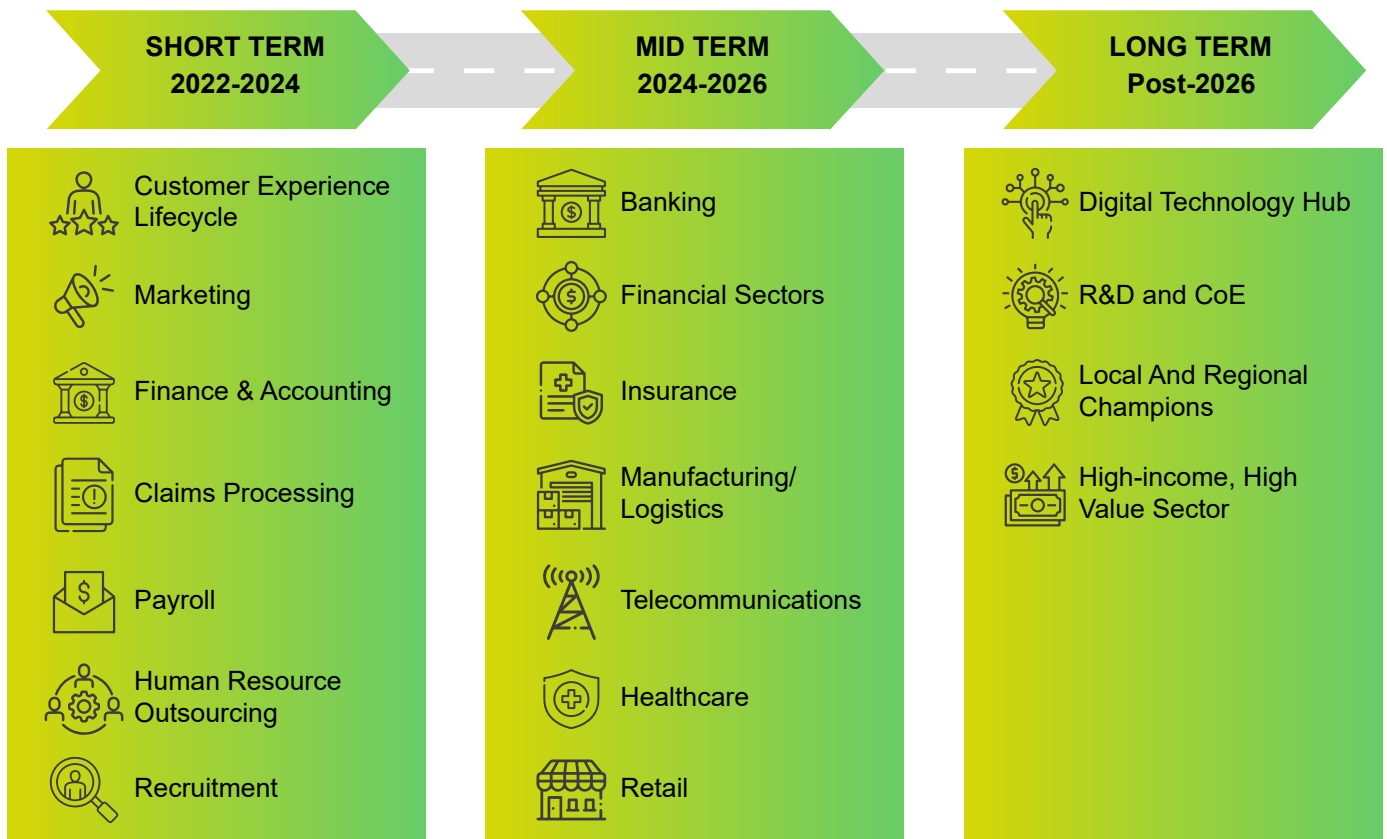 SHORT TERM
2022-2024
MID TERM
2024-2026
LONG TERM
Post-2026
Customer Experience
Lifecycle
Marketing
Finance & Accounting
Claims Processing
Payroll
Human Resource
Outsourcing
Recruitment
Banking
Financial Sectors
Insurance
Manufacturing/
Logistics
Telecommunications
Healthcare
Retail
Digital Technology Hub
R&D and CoE
Local And Regional
Champions
High-income, High
Value Sector